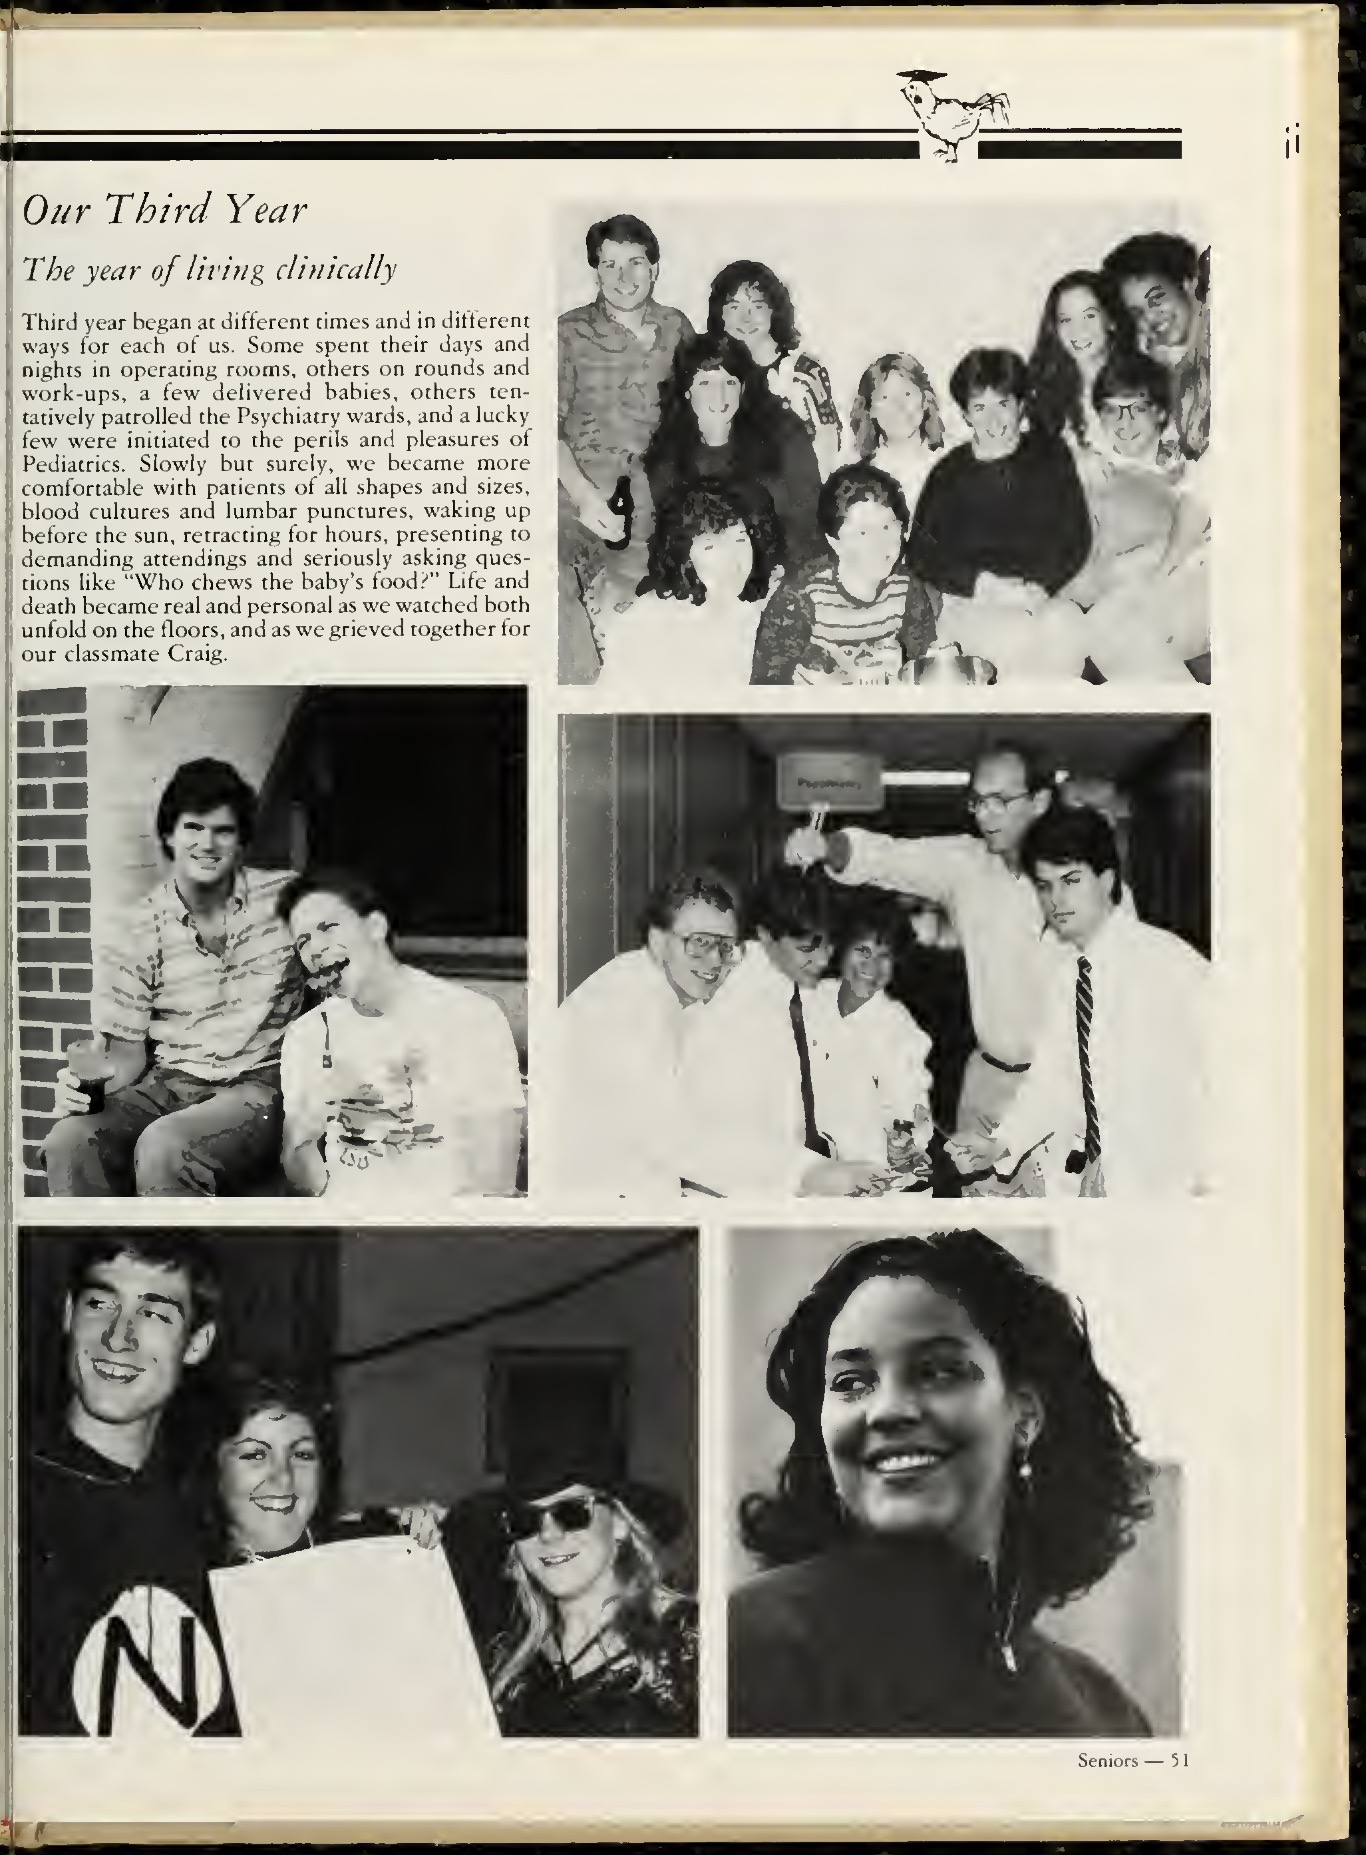 Our Third Year
The year of living clinically
Third year began at different times and in different
ways for each of us. Some spent their days and
nights in operating rooms, others on rounds and
work-ups, a few delivered babies, others ten-
tatively patrolled the Psychiatry wards, and a lucky
few were initiated to the perils and pleasures of
Pediatrics. Slowly but surely, we became more
comfortable with patients of all shapes and sizes,
blood cultures and lumbar punctures, waking up
before the sun, retracting for hours, presenting to
demanding attendings and seriously asking ques-
tions like "Who chews the baby's food?" Life and
death became real and personal as we watched both
unfold on the floors, and as we grieved together for
our classmate Craig.
Psychiatry
N
Seniors — 51